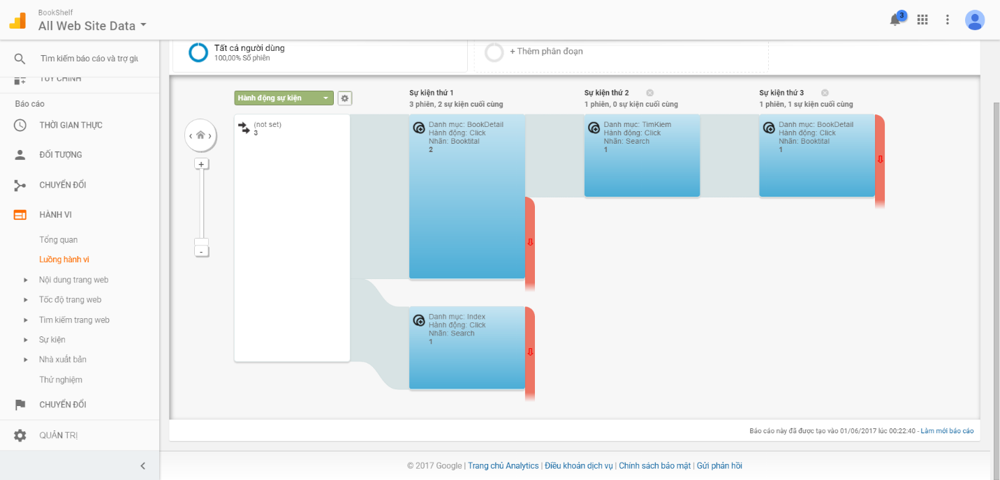 BookShelf
All Web Site Data
3
Tìm kiếm báo cáo và trợ giú
TÙY CHỈNH
Báo cáo
THỜI GIAN THỰC
ĐỐI TƯỢNG
CHUYỂN ĐỔI
HÀNH VI
Tổng quan
Luồng hành vi
Nội dung trang web
Tốc độ trang web
Tìm kiếm trang web
Sự kiện
Nhà xuất bản
Thử nghiệm
CHUYỂN ĐỔI
QUẢN TRỊ
Tất cả người dùng
100,00% Số phiên
+ Thêm phân đoạn
Hành động sự kiện
Sự kiện thứ 1
3 phiên, 2 sự kiện cuối cùng
Sự kiện thứ 2
1 phiên, 0 sự kiện cuối cùng
Sự kiện thứ 3
1 phiên, 1 sự kiện cuối cùng
+
-
(not set)
3
Danh mục: BookDetail
Hành động: Click
Nhãn: Booktital
2
Danh mục: TimKiem
Hành động: Click
Nhãn: Search
1
Danh mục: BookDetail
Hành động: Click
Nhãn: Booktital
1
Danh mục: Index
Hành động: Click
Nhãn: Search
1
Báo cáo này đã được tạo vào 01/06/2017 lúc 00:22:40 - Làm mới báo cáo
© 2017 Google | Trang chủ Analytics | Điều khoản dịch vụ | Chính sách bảo mật | Gửi phản hồi